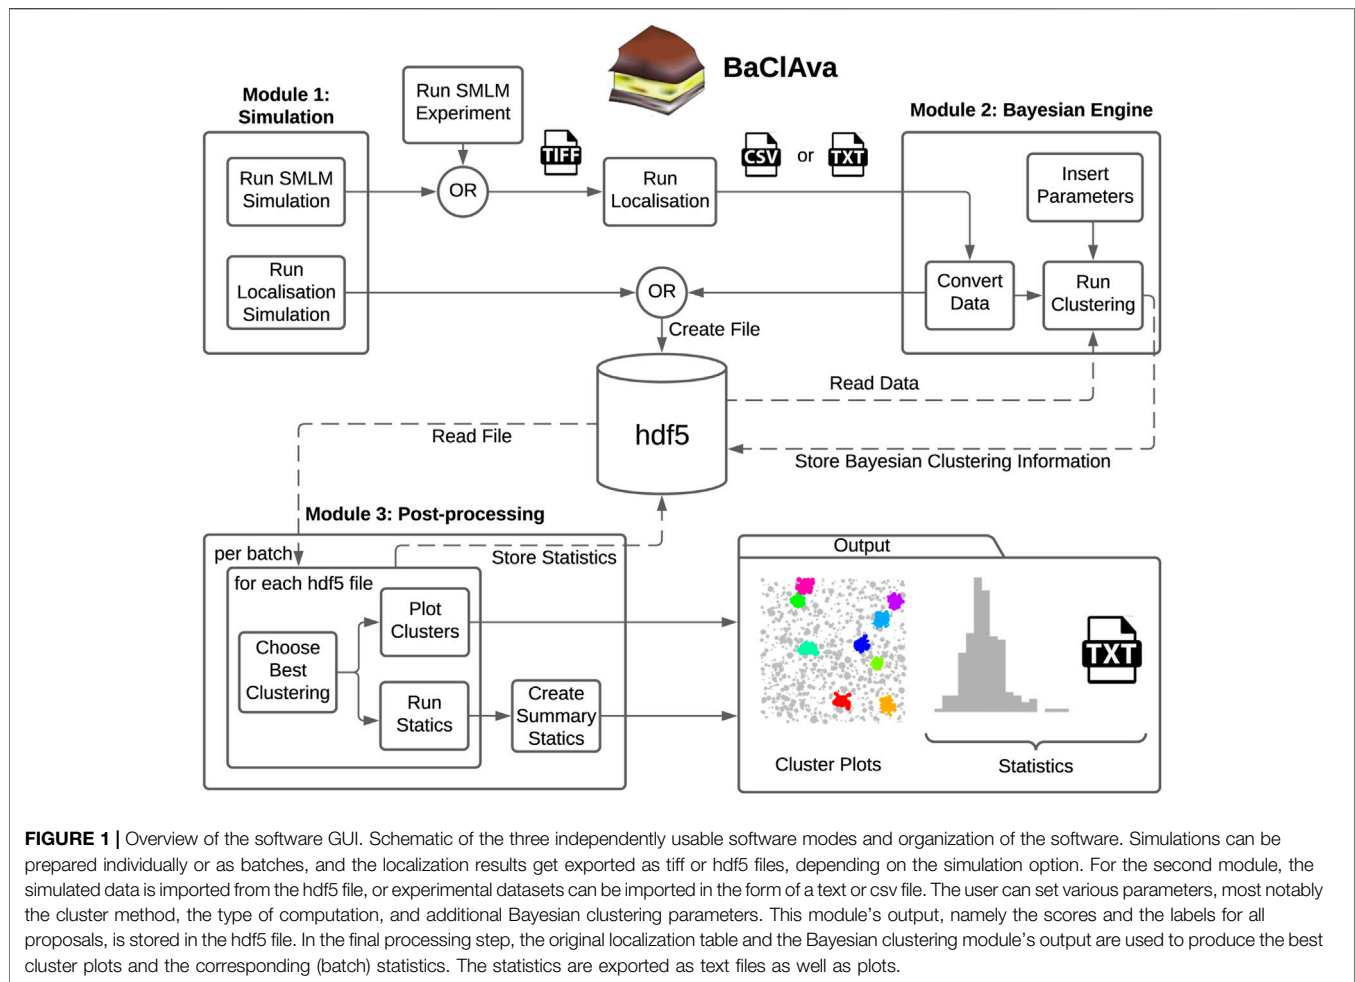 BaClAva
Module 1:
Simulation
Run SMLM
Experiment
TIFF
CSV or TXT
Module 2: Bayesian Engine
Run SMLM
Simulation
OR
Run
Localisation
Insert
Parameters
Run
Localisation
Simulation
OR
Convert
Data
Run
Clustering
Create File
Read Data
hdf5
Read File
Store Bayesian Clustering Information
Module 3: Post-processing
per batch
Store Statistics
for each hdf5 file
Plot
Clusters
Choose
Best
Clustering
Run
Statics
Create
Summary
Statics
Output
TXT
Cluster Plots
Statistics
FIGURE 1 | Overview of the software GUI. Schematic of the three independently usable software modes and organization of the software. Simulations can be
prepared individually or as batches, and the localization results get exported as tiff or hdf5 files, depending on the simulation option. For the second module, the
simulated data is imported from the hdf5 file, or experimental datasets can be imported in the form of a text or csv file. The user can set various parameters, most notably
the cluster method, the type of computation, and additional Bayesian clustering parameters. This module's output, namely the scores and the labels for all
proposals, is stored in the hdf5 file. In the final processing step, the original localization table and the Bayesian clustering module's output are used to produce the best
cluster plots and the corresponding (batch) statistics. The statistics are exported as text files as well as plots.